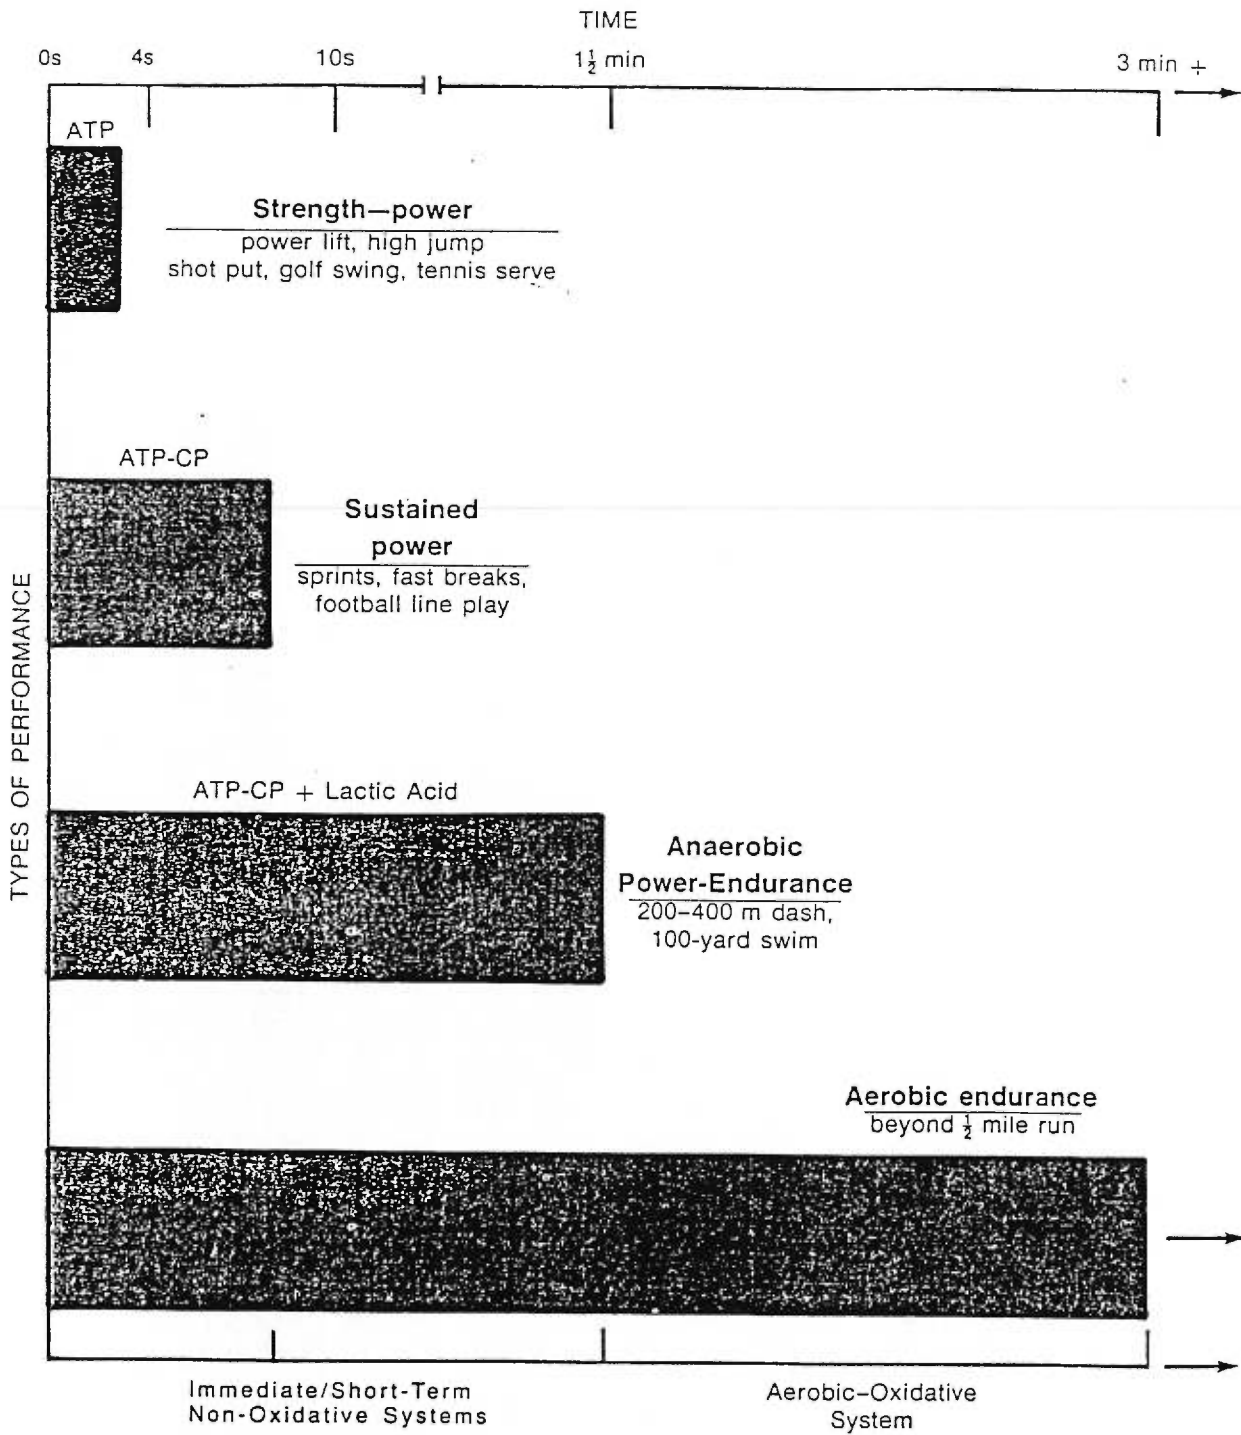 TIME
0s 4s 10s 1½ min 3 min +
ATP
Strength—power
power lift, high jump
shot put, golf swing, tennis serve
ATP-CP
Sustained
power
sprints, fast breaks,
football line play
TYPES OF PERFORMANCE
ATP-CP + Lactic Acid
Anaerobic
Power-Endurance
200–400 m dash,
100-yard swim
Aerobic endurance
beyond ½ mile run
Immediate/Short-Term
Non-Oxidative Systems
Aerobic–Oxidative
System